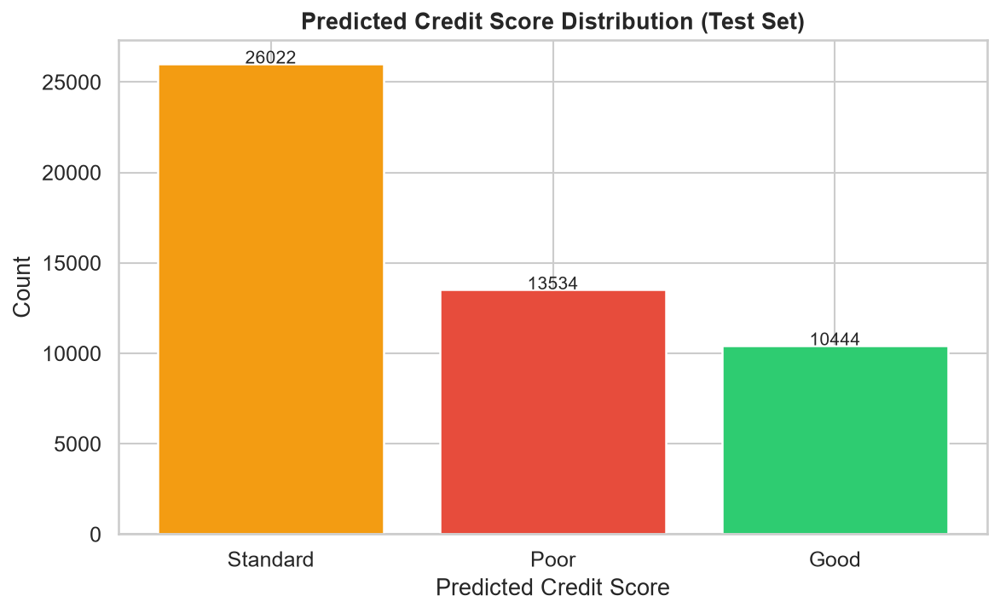 Predicted Credit Score Distribution (Test Set)
26022
25000
20000
15000
13534
10444
10000
5000
0
Count
Standard
Poor
Good
Predicted Credit Score